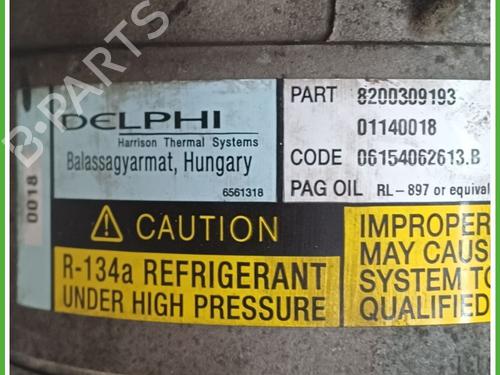 B-PARTS
DELPHI
Harrison Thermal Systems
Balassagyarmat, Hungary
6561318
0018
PART 8200309193
01140018
CODE 06154062613.B
PAG OIL RL-897 or equival
CAUTION
R-134a REFRIGERANT
UNDER HIGH PRESSURE
IMPROPER
MAY CAUS
SYSTEM TO
QUALIFIED